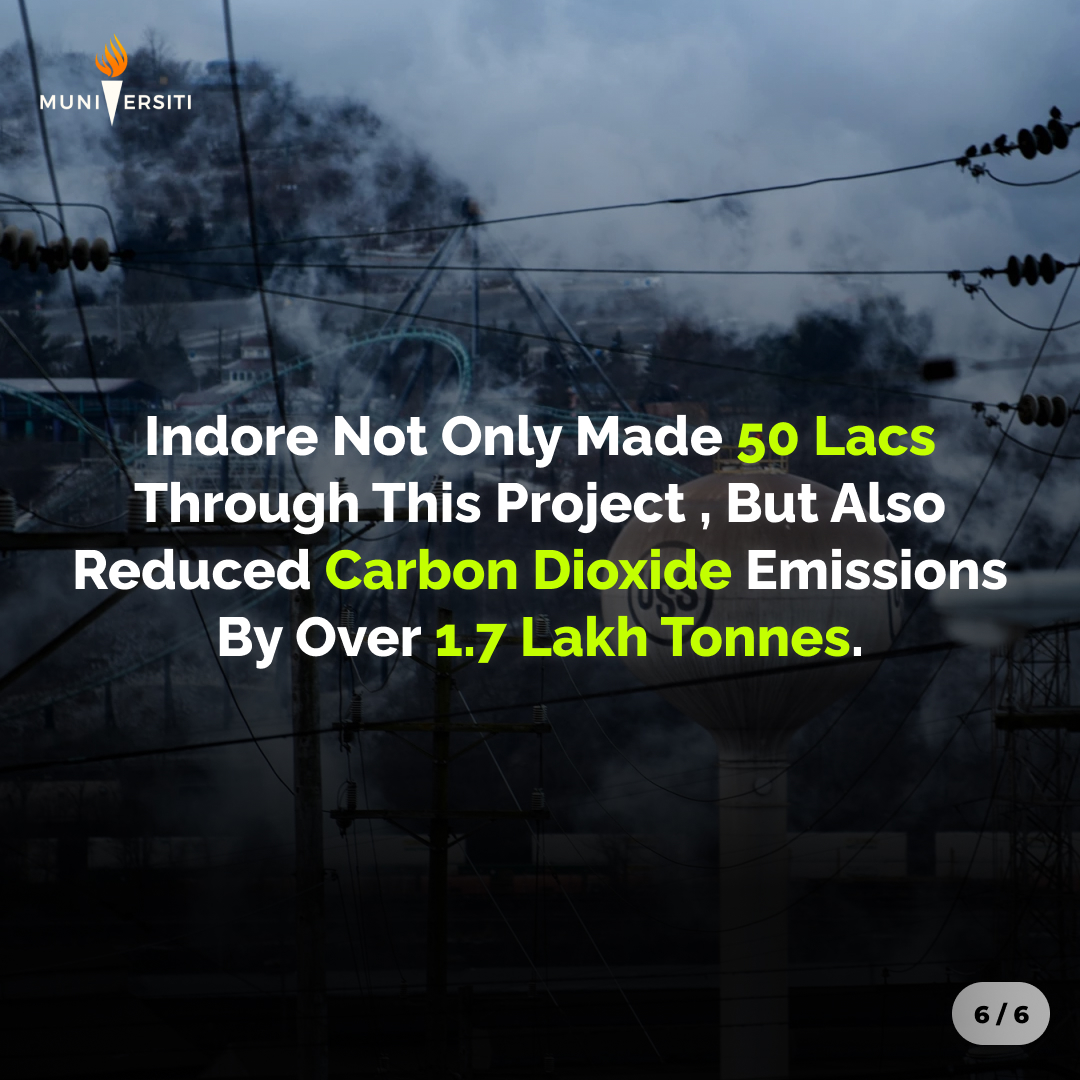 MUNIVERSITI
Indore Not Only Made 50 Lacs
Through This Project , But Also
Reduced Carbon Dioxide Emissions
By Over 1.7 Lakh Tonnes.
USS
6 / 6